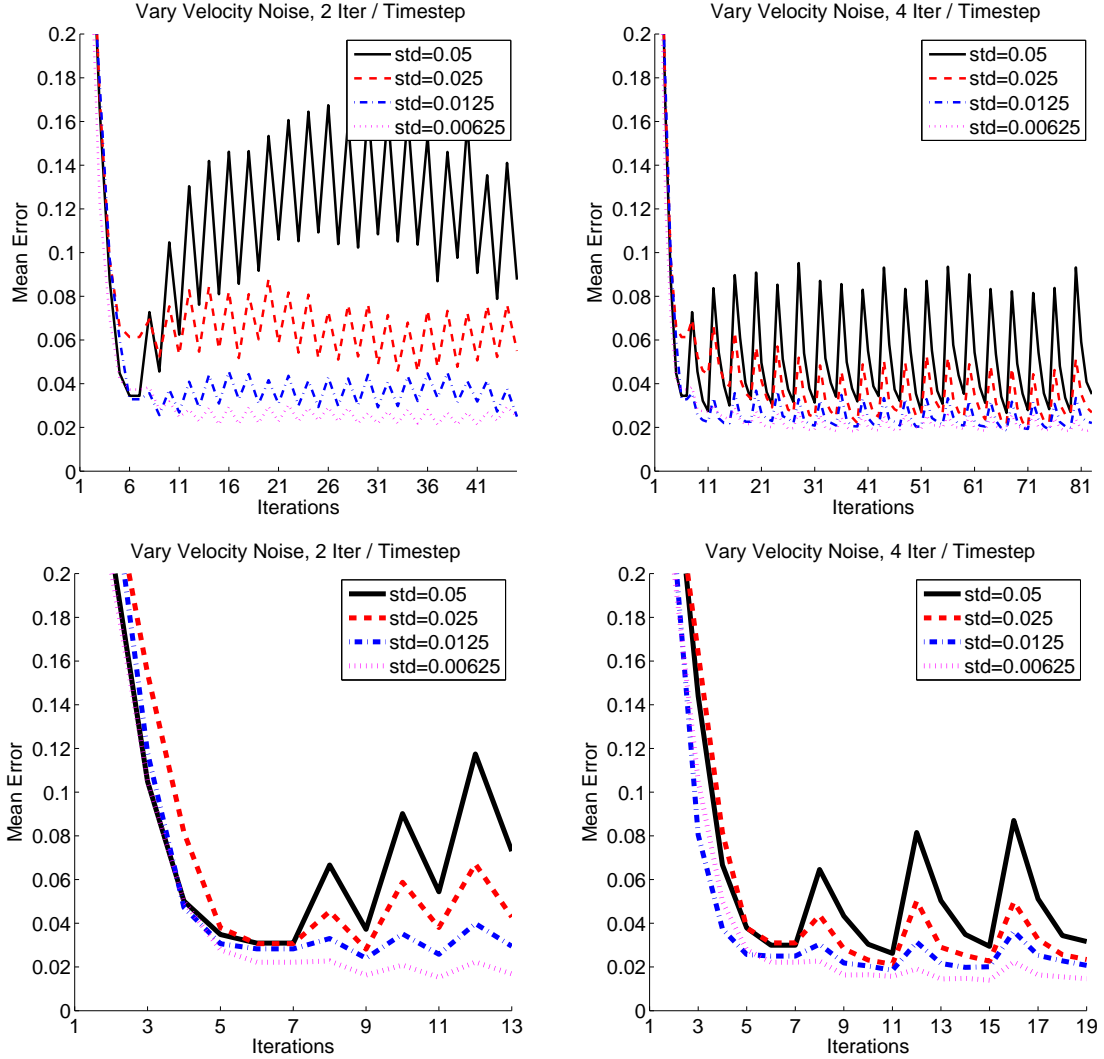 Vary Velocity Noise, 2 Iter / Timestep
Mean Error
0.2
0.18
0.16
0.14
0.12
0.1
0.08
0.06
0.04
0.02
0
std=0.05
std=0.025
std=0.0125
std=0.00625
1 6 11 16 21 26 31 36 41
Iterations
Vary Velocity Noise, 4 Iter / Timestep
Mean Error
0.2
0.18
0.16
0.14
0.12
0.1
0.08
0.06
0.04
0.02
0
std=0.05
std=0.025
std=0.0125
std=0.00625
1 11 21 31 41 51 61 71 81
Iterations
Vary Velocity Noise, 2 Iter / Timestep
Mean Error
0.2
0.18
0.16
0.14
0.12
0.1
0.08
0.06
0.04
0.02
0
std=0.05
std=0.025
std=0.0125
std=0.00625
1 3 5 7 9 11 13
Iterations
Vary Velocity Noise, 4 Iter / Timestep
Mean Error
0.2
0.18
0.16
0.14
0.12
0.1
0.08
0.06
0.04
0.02
0
std=0.05
std=0.025
std=0.0125
std=0.00625
1 3 5 7 9 11 13 15 17 19
Iterations